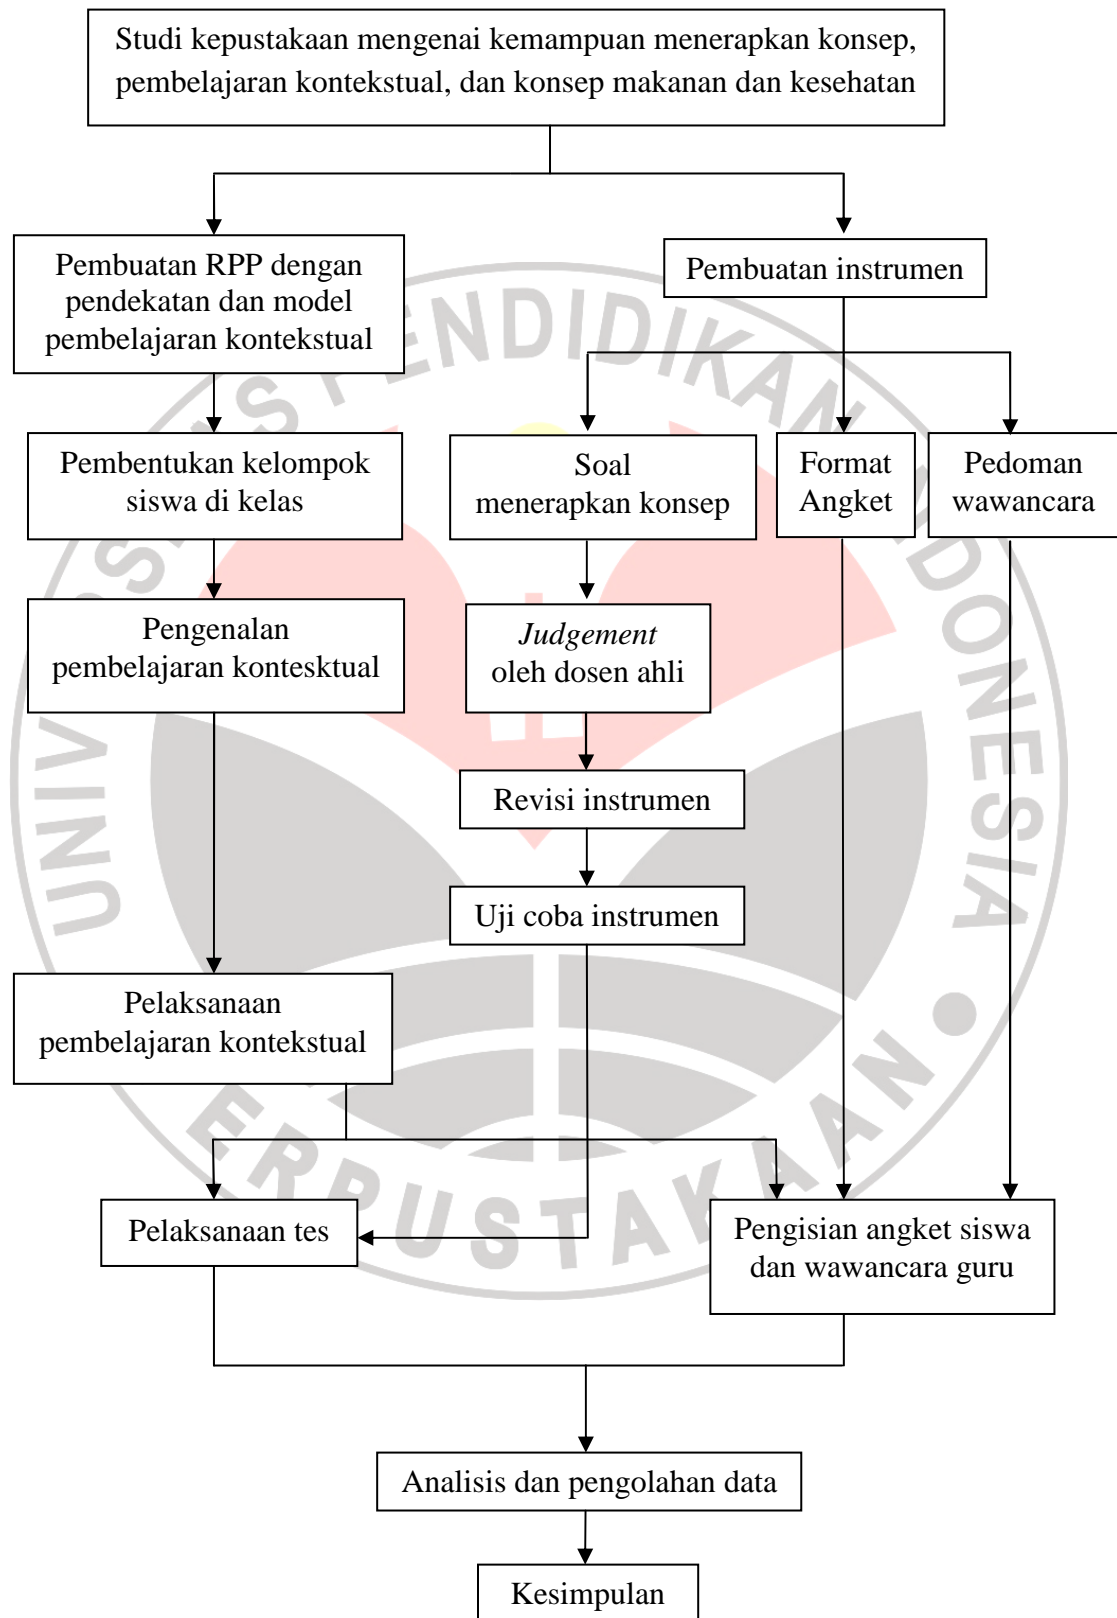 Studi kepustakaan mengenai kemampuan menerapkan konsep,
pembelajaran kontekstual, dan konsep makanan dan kesehatan
Pembuatan RPP dengan
pendekatan dan model
pembelajaran kontekstual
Pembuatan instrumen
Pembentukan kelompok
siswa di kelas
Soal
menerapkan konsep
Format
Angket
Pedoman
wawancara
Pengenalan
pembelajaran kontesktual
Judgement
oleh dosen ahli
Revisi instrumen
Uji coba instrumen
Pelaksanaan
pembelajaran kontekstual
Pelaksanaan tes
Pengisian angket siswa
dan wawancara guru
Analisis dan pengolahan data
Kesimpulan
PENDIDIKAN INDONESIA